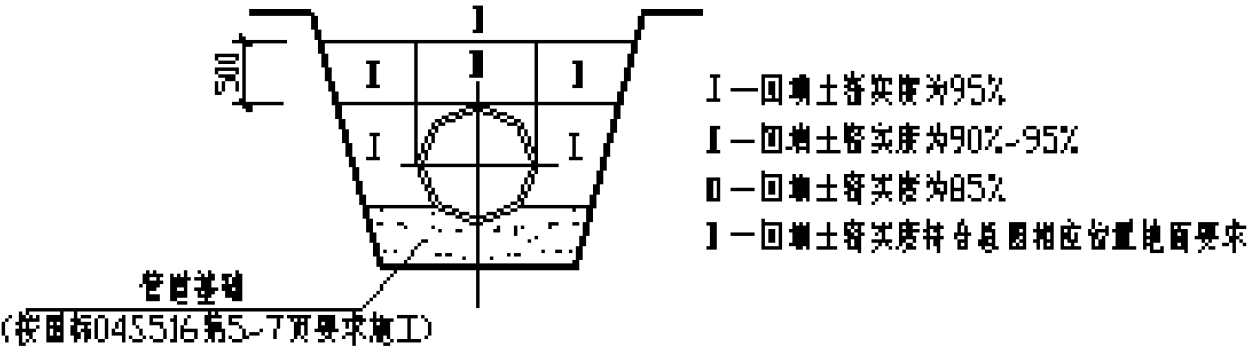 500
Ⅰ—回填土密实度为95%
Ⅱ—回填土密实度为90%~95%
Ⅲ—回填土密实度为85%
回填土密实度符合总图相应位置地面要求
管道基础
(按国标04S516第5~7页要求施工)